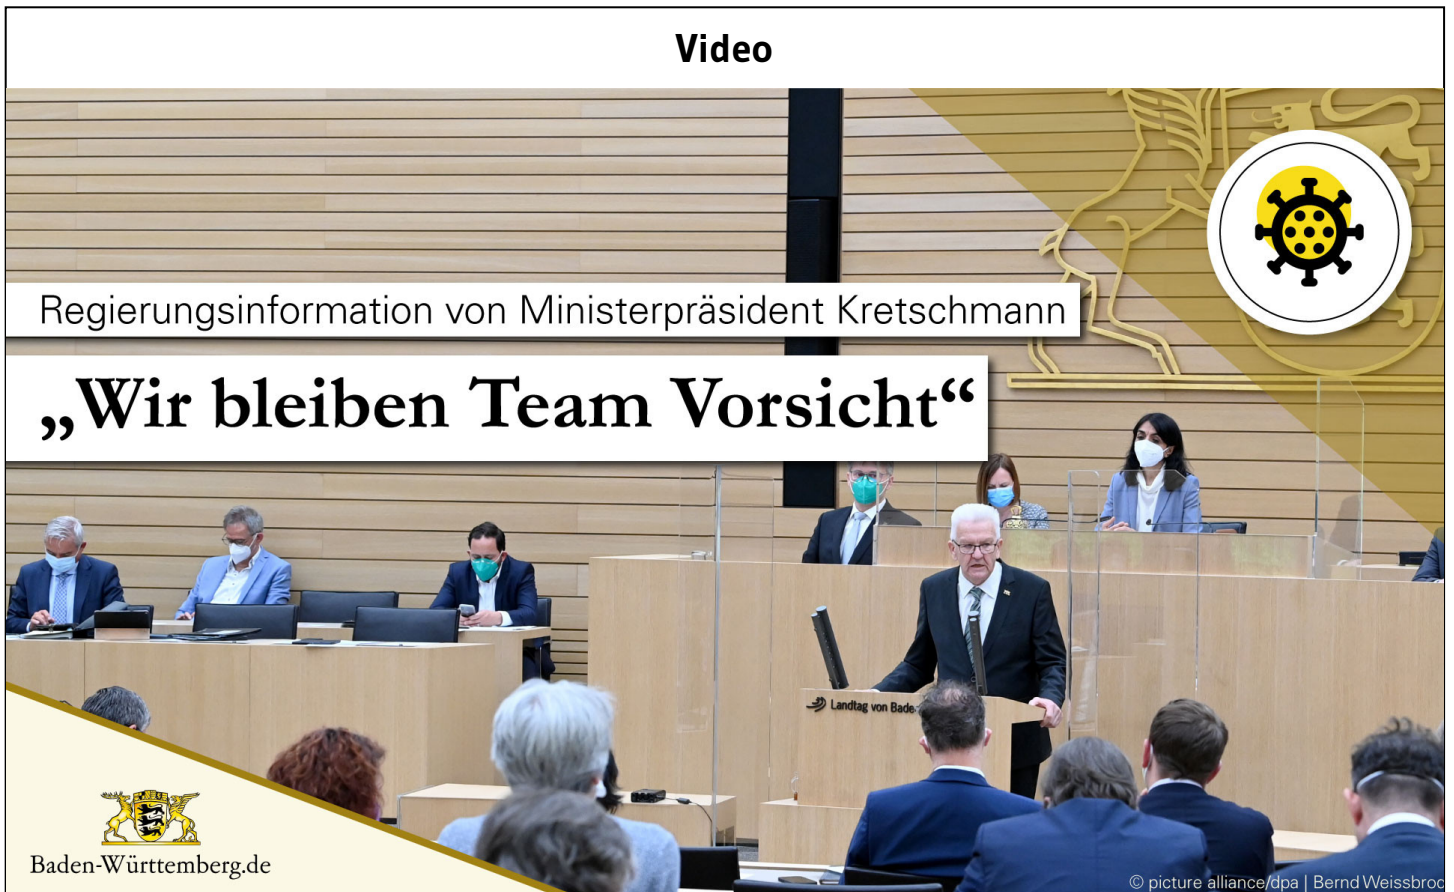 Video
Regierungsinformation von Ministerpräsident Kretschmann
„Wir bleiben Team Vorsicht“
Landtag von Bade
Baden-Württemberg.de
© picture alliance/dpa | Bernd Weissbrod